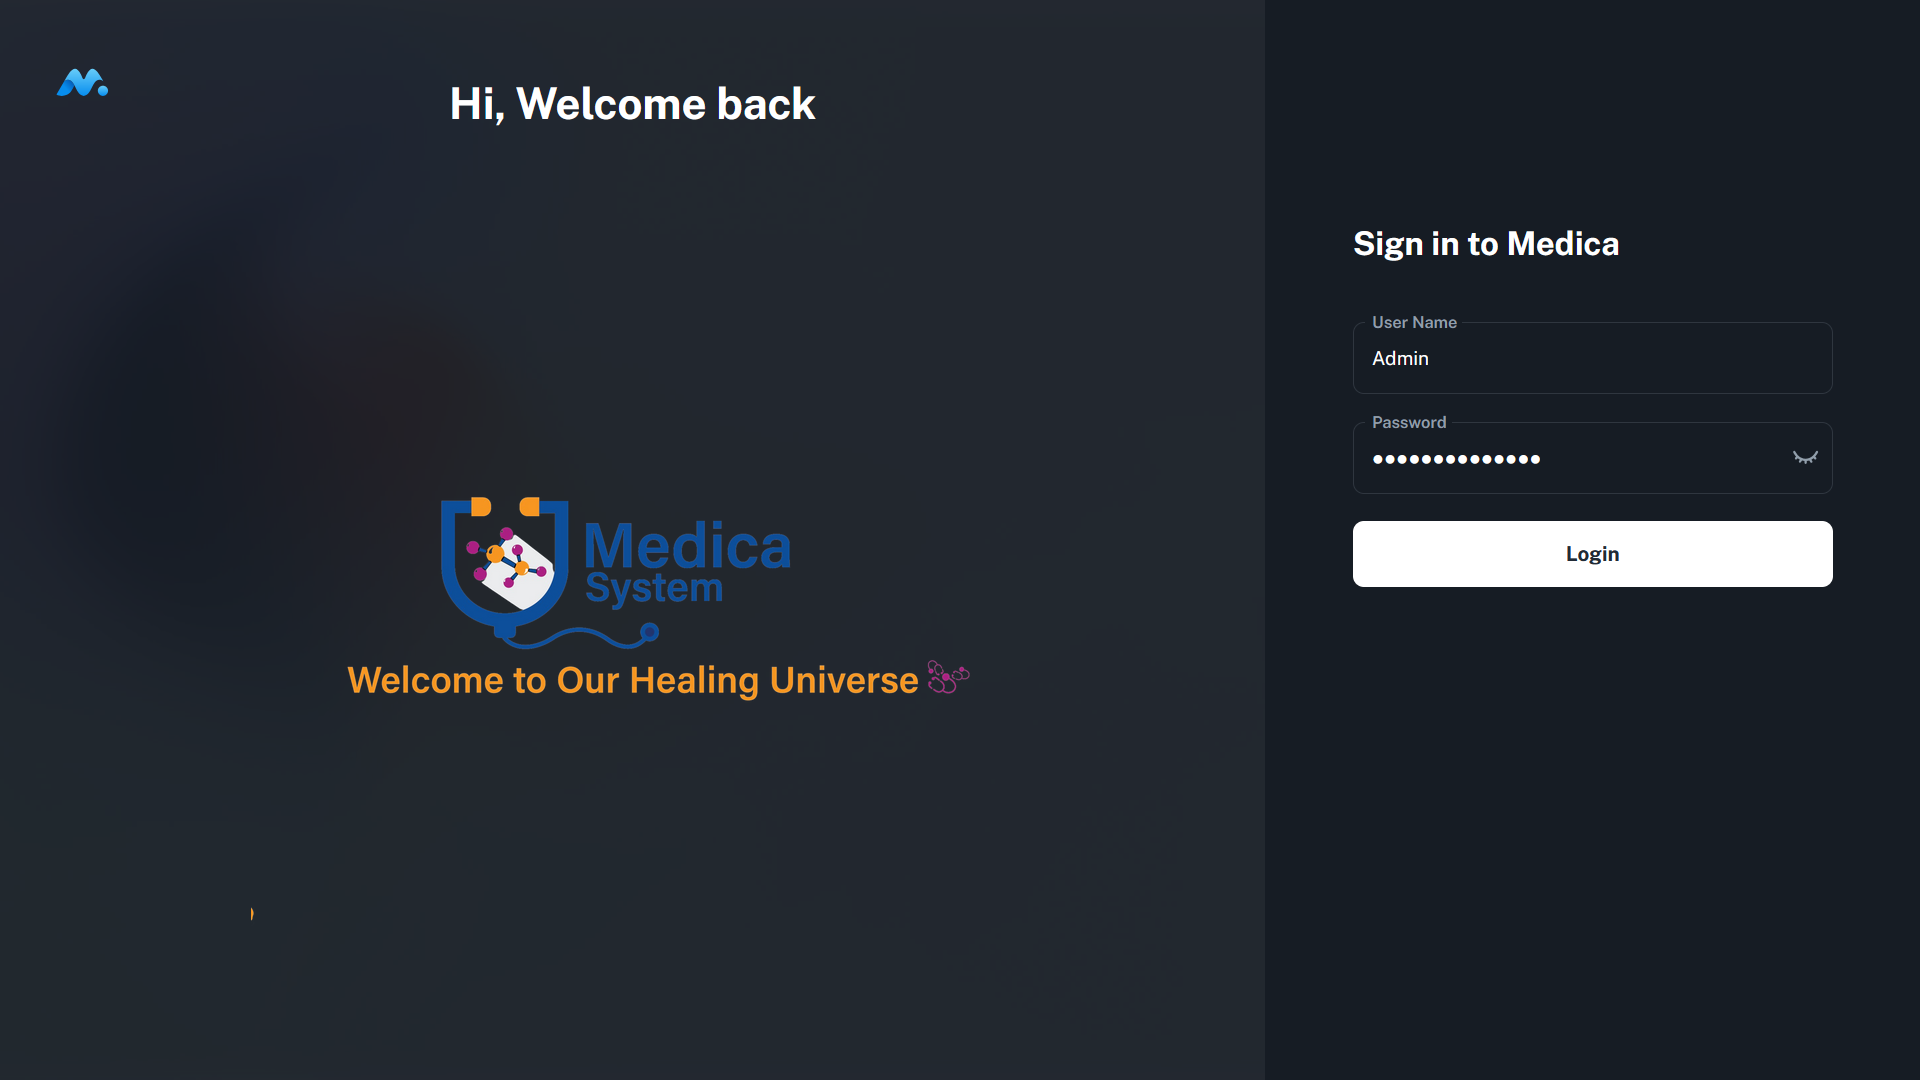 Hi, Welcome back
Medica
System
Welcome to Our Healing Universe
Sign in to Medica
User Name
Admin
Password
••••••••••••••
Login